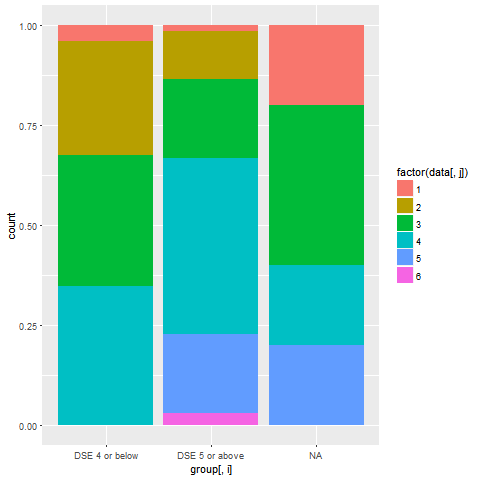 1.00
0.75
0.50
0.25
0.00
count
DSE 4 or below
DSE 5 or above
NA
group[, i]
factor(data[, j])
1
2
3
4
5
6